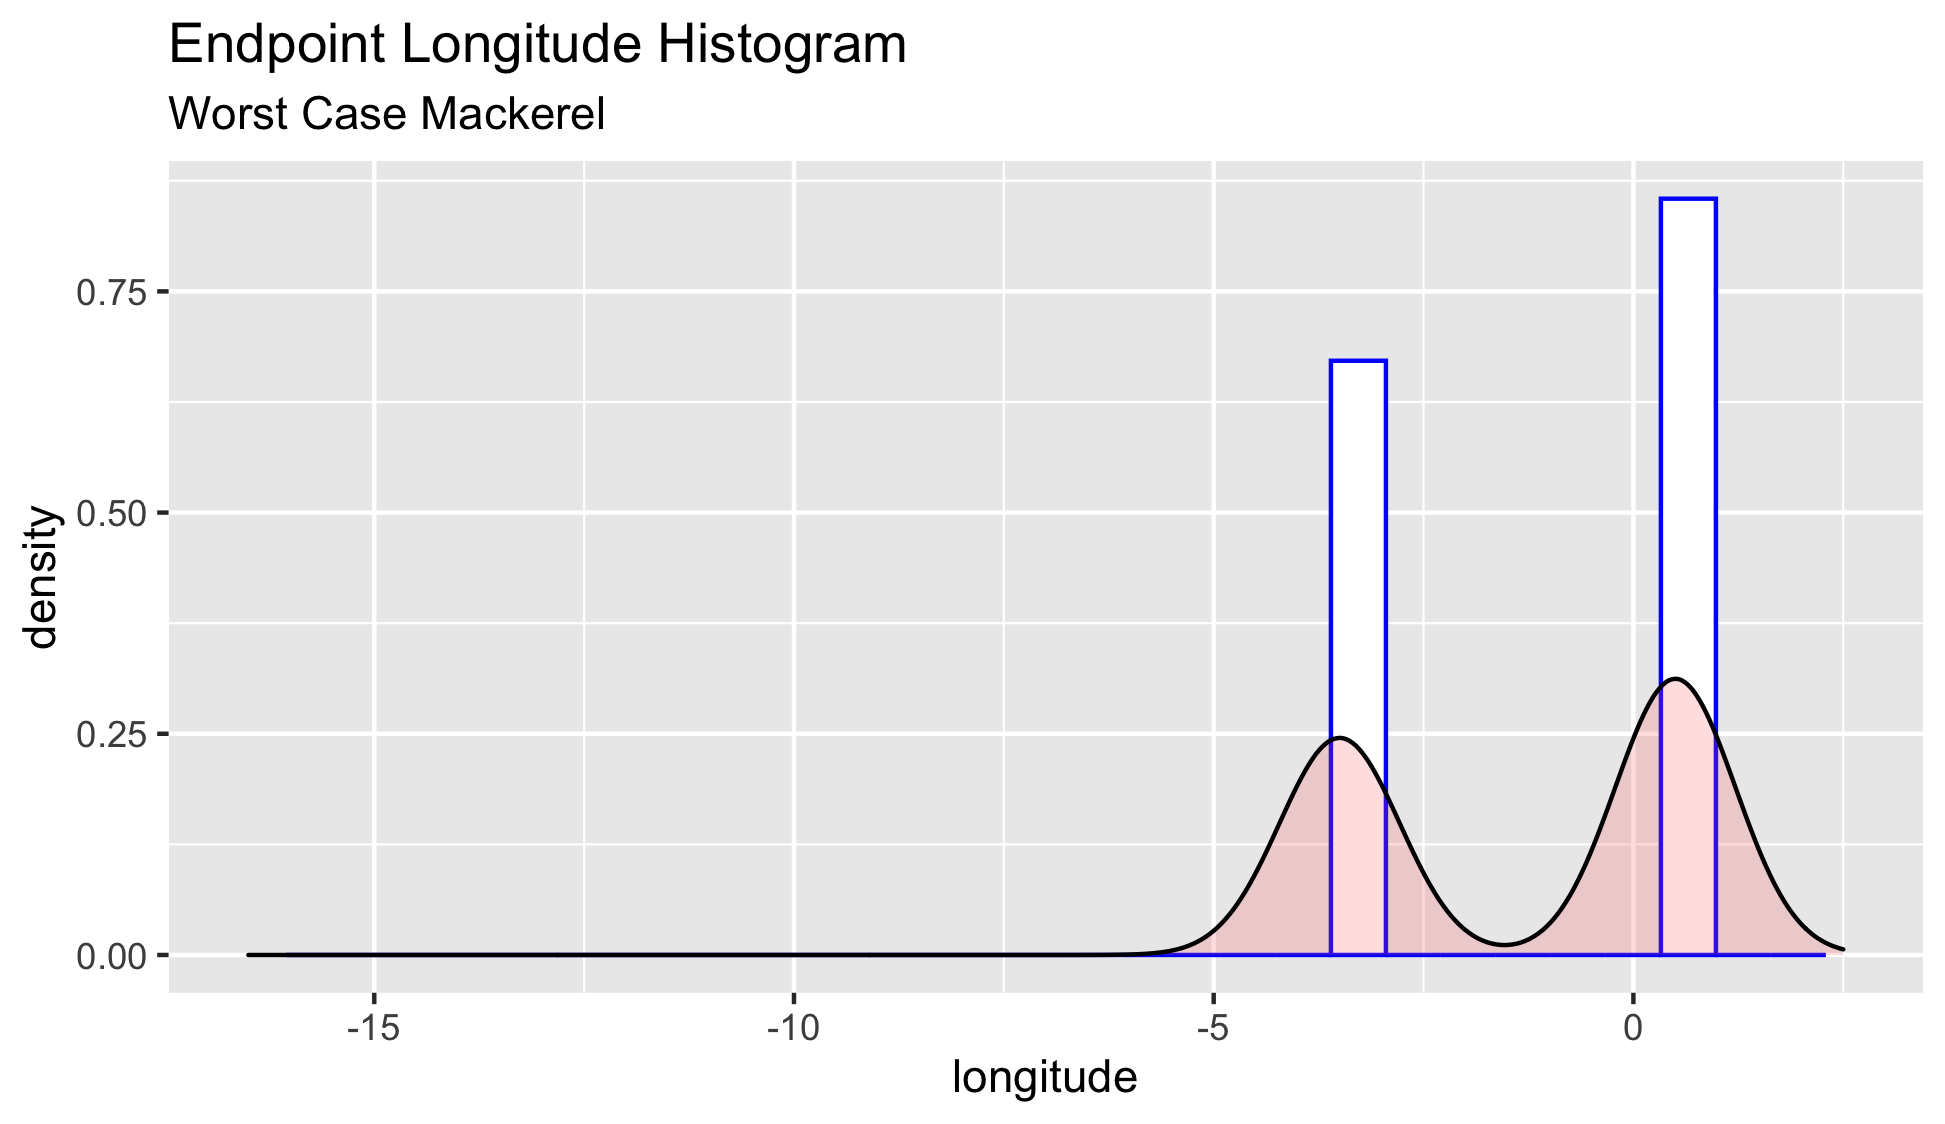 Endpoint Longitude Histogram
Worst Case Mackerel
density
0.75
0.50
0.25
0.00
-15 -10 -5 0
longitude